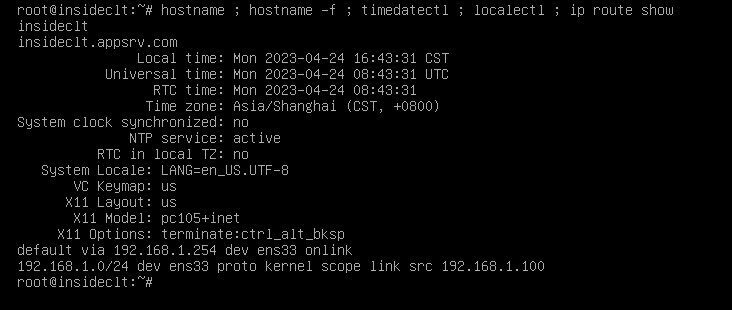 root@insideclt:~# hostname ; hostname -f ; timedatectl ; localectl ; ip route show
insideclt
insideclt.appsrv.com
Local time: Mon 2023-04-24 16:43:31 CST
Universal time: Mon 2023-04-24 08:43:31 UTC
RTC time: Mon 2023-04-24 08:43:31
Time zone: Asia/Shanghai (CST, +0800)
System clock synchronized: no
NTP service: active
RTC in local TZ: no
System Locale: LANG=en_US.UTF-8
VC Keymap: us
X11 Layout: us
X11 Model: pc105+inet
X11 Options: terminate:ctrl_alt_bksp
default via 192.168.1.254 dev ens33 onlink
192.168.1.0/24 dev ens33 proto kernel scope link src 192.168.1.100
root@insideclt:~#